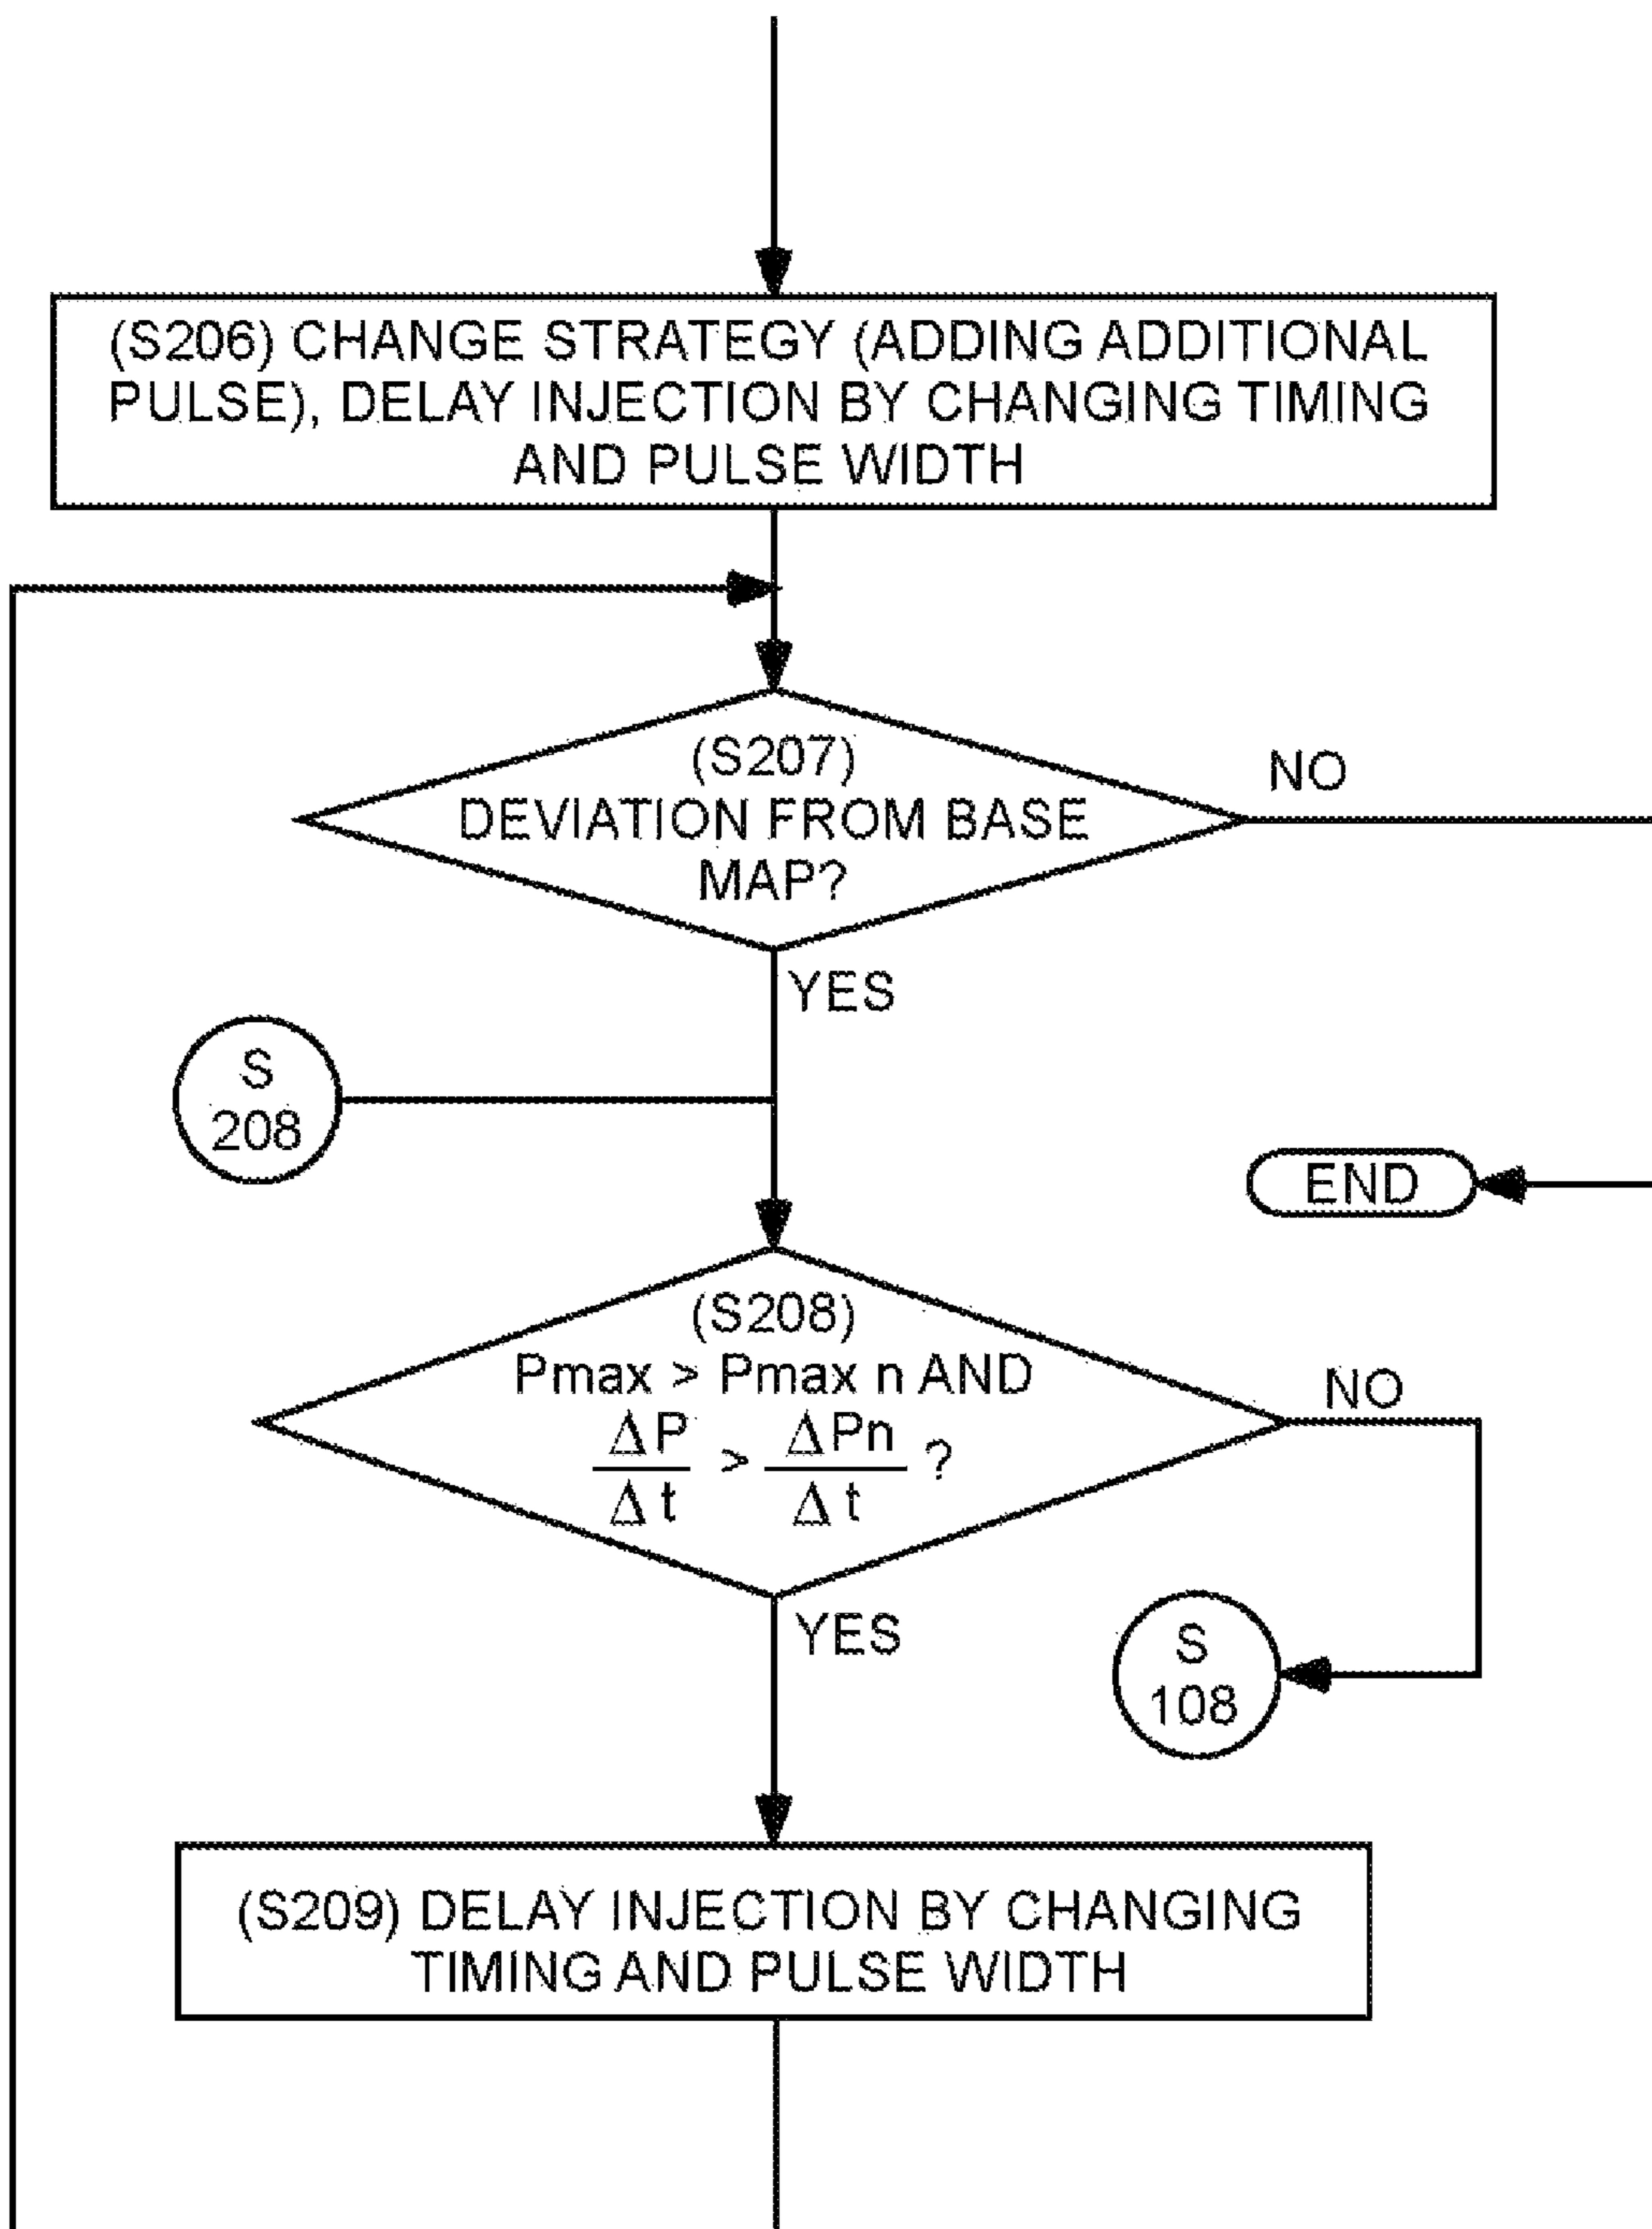 (S206) CHANGE STRATEGY (ADDING ADDITIONAL
PULSE), DELAY INJECTION BY CHANGING TIMING
AND PULSE WIDTH
(S207)
DEVIATION FROM BASE
MAP?
NO
YES
S
208
END
(S208)
Pmax > Pmax n AND
ΔP/Δt > ΔPn/Δt ?
NO
YES
S
108
(S209) DELAY INJECTION BY CHANGING
TIMING AND PULSE WIDTH